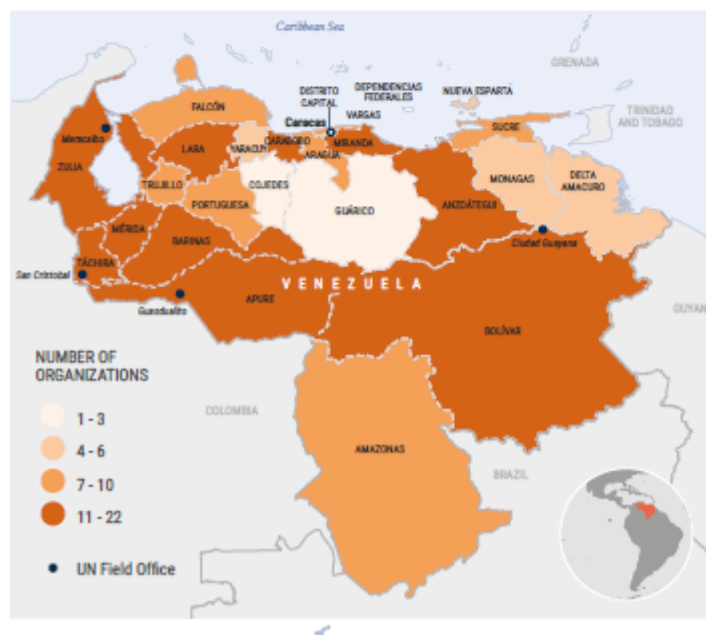 Caribbean Sea
GRENADA
DISTRITO
CAPITAL
DEPENDENCIAS
FEDERALES
NUEVA ESPARTA
TRINIDAD
AND TOBAGO
FALCÓN
Caracas
VARGAS
Maracaibo
LARA
YARACUY
CARABOBO
ARAGUA
MIRANDA
SUCRE
ZULIA
TRUJILLO
PORTUGUESA
COJEDES
GUÁRICO
ANZOÁTEGUI
MONAGAS
DELTA
AMACURO
MÉRIDA
BARINAS
TÁCHIRA
San Cristobal
Ciudad Guayana
VENEZUELA
Guasdualito
APURE
BOLÍVAR
GUYAN
NUMBER OF
ORGANIZATIONS
1 - 3
4 - 6
7 - 10
11 - 22
UN Field Office
COLOMBIA
AMAZONAS
BRAZIL